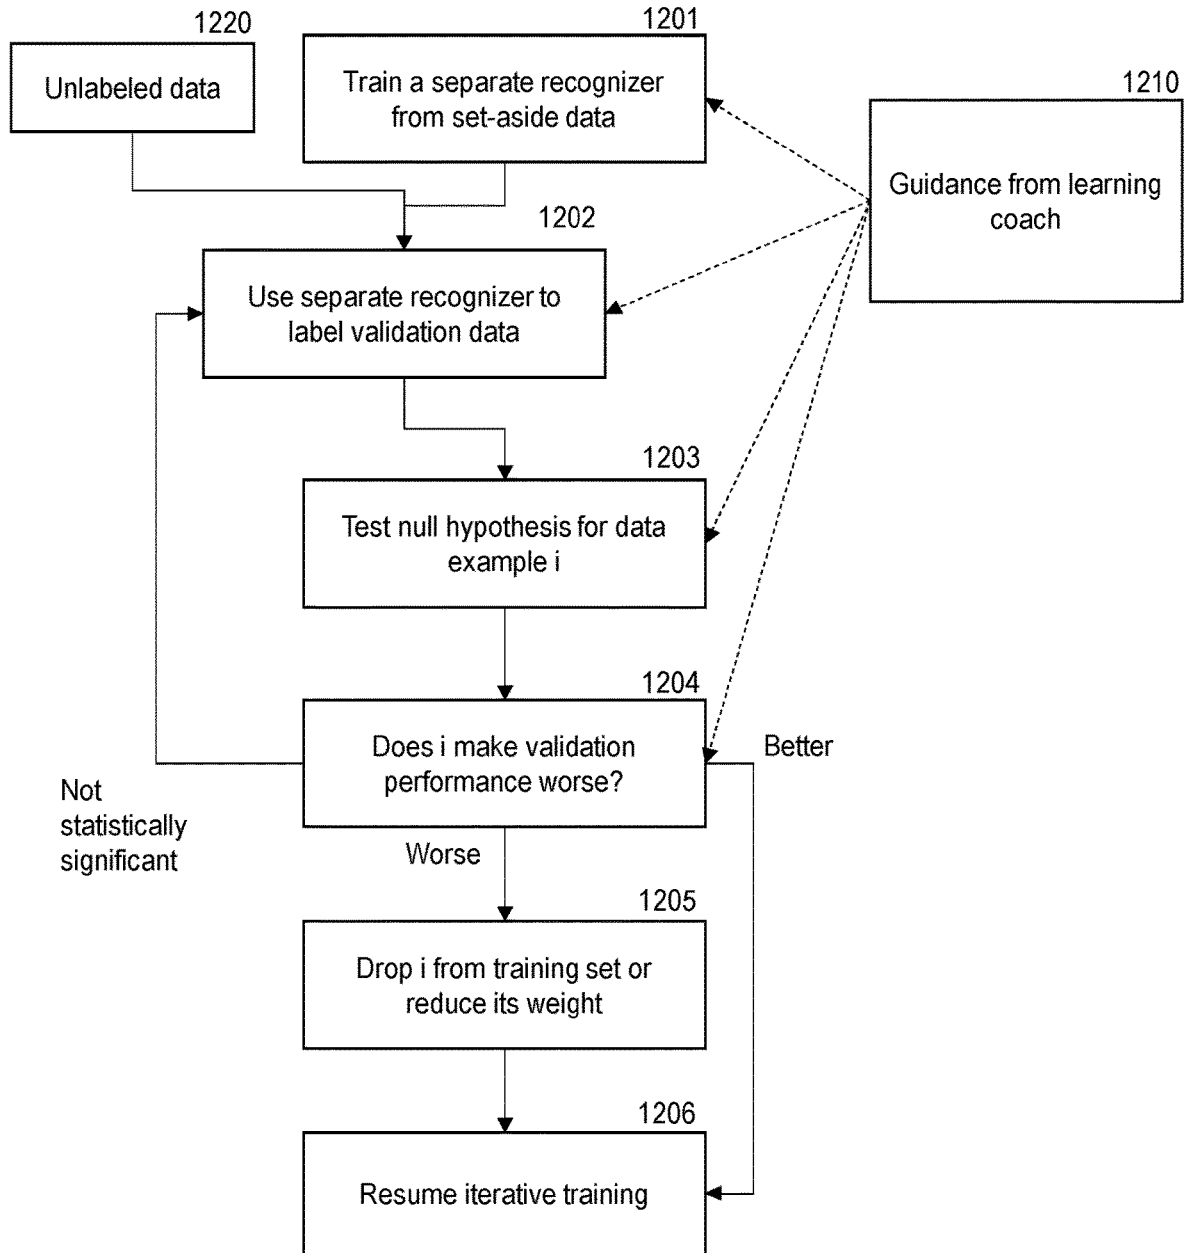 1220
Unlabeled data
1201
Train a separate recognizer
from set-aside data
1210
Guidance from learning
coach
1202
Use separate recognizer to
label validation data
1203
Test null hypothesis for data
example i
1204
Does i make validation
performance worse?
Better
Not
statistically
significant
Worse
1205
Drop i from training set or
reduce its weight
1206
Resume iterative training